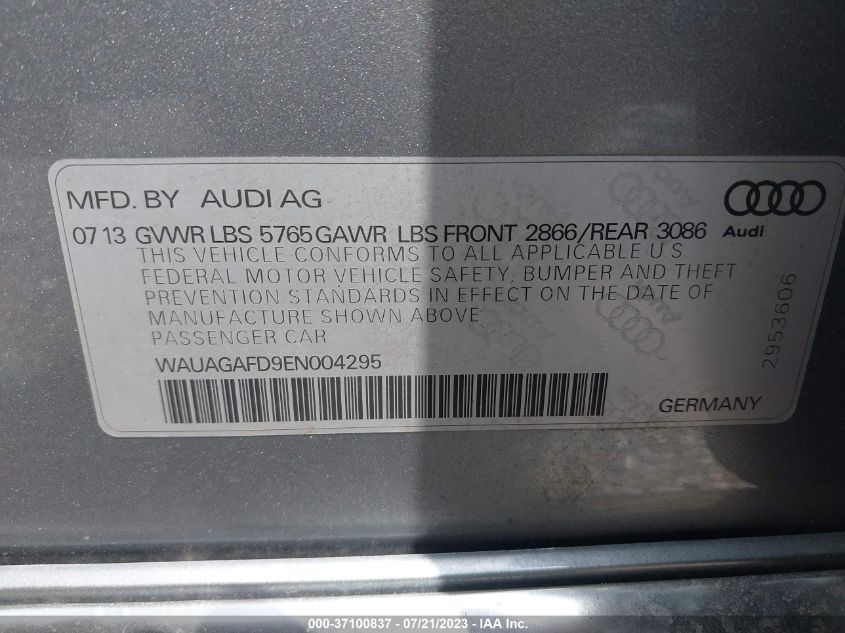 MFD. BY AUDI AG
07 13 GVWR LBS 5765 GAWR LBS FRONT 2866/REAR 3086
Audi
THIS VEHICLE CONFORMS TO ALL APPLICABLE U.S.
FEDERAL MOTOR VEHICLE SAFETY, BUMPER AND THEFT
PREVENTION STANDARDS IN EFFECT ON THE DATE OF
MANUFACTURE SHOWN ABOVE
PASSENGER CAR
WAUAGAFD9EN004295
GERMANY
2953606
000-37100837 - 07/21/2023 - IAA Inc.